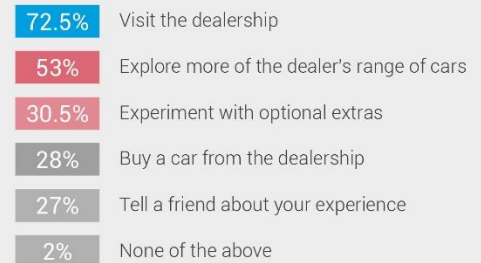 72.5% Visit the dealership
53% Explore more of the dealer's range of cars
30.5% Experiment with optional extras
28% Buy a car from the dealership
27% Tell a friend about your experience
2% None of the above